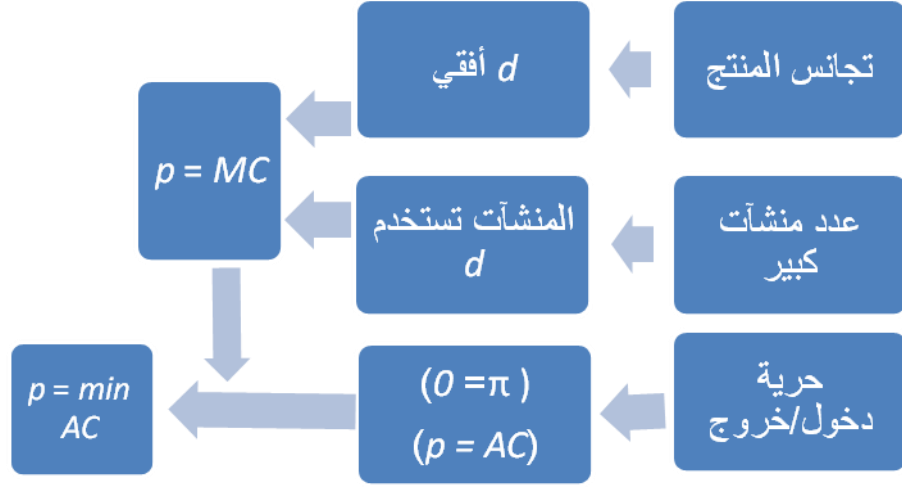 تجانس المنتج
d أفقي
p = MC
عدد منشآت
كبير
المنشآت تستخدم
d
حرية
دخول/خروج
(0 =π )
(p = AC)
p = min
AC